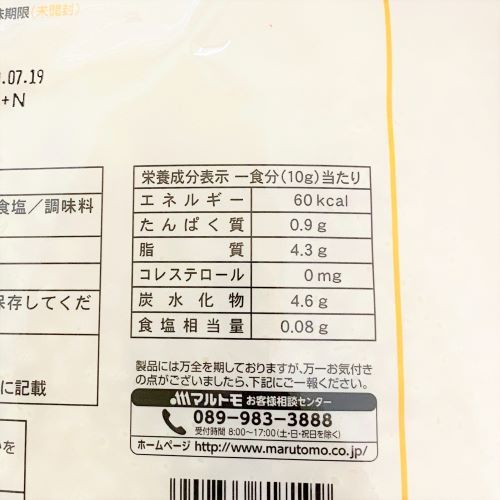 味期限(未開封)
.07.19
+N
食塩／調味料
保存してくだ
に記載
栄養成分表示 一食分(10g)当たり
エネルギー 60kcal
たんぱく質 0.9g
脂質 4.3g
コレステロール 0mg
炭水化物 4.6g
食塩相当量 0.08g
製品には万全を期しておりますが、万一お気付き
の点がございましたら、下記にご一報ください。
マルトモ お客様相談センター
089-983-3888
受付時間 8:00〜17:00(土・日・祝日を除く)
ホームページ http://www.marutomo.co.jp/